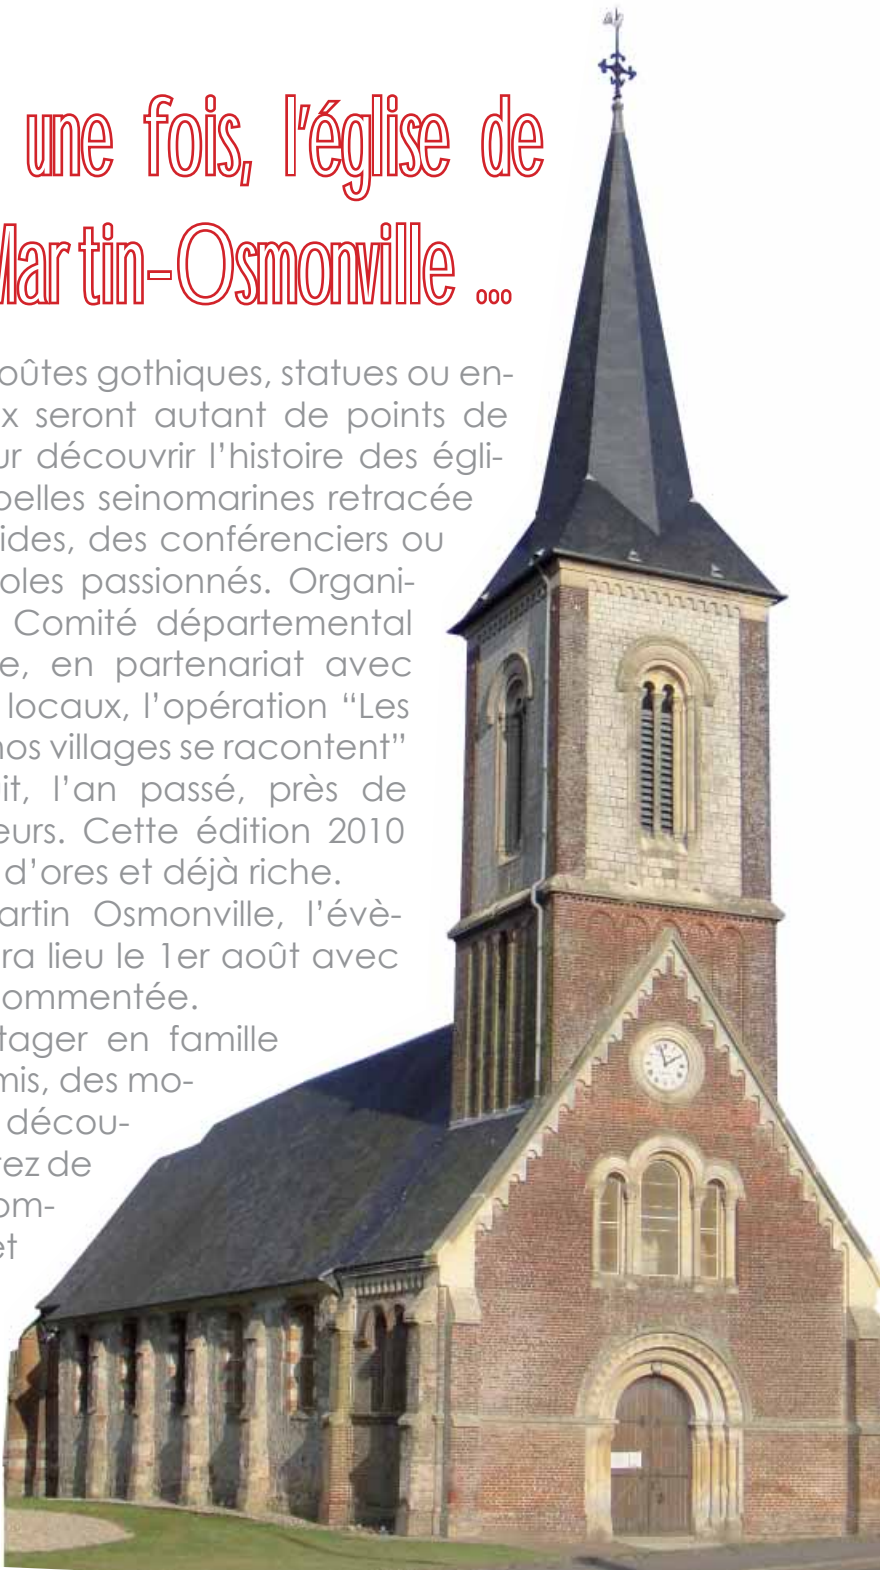 une fois, l'église de
Martin-Osmonville ...
oûtes gothiques, statues ou en-
x seront autant de points de
ur découvrir l’histoire des égli-
pelles seinomarines retracée
ides, des conférenciers ou
oles passionnés. Organi-
Comité départemental
e, en partenariat avec
locaux, l’opération “Les
nos villages se racontent”
it, l’an passé, près de
eurs. Cette édition 2010
d’ores et déjà riche.
artin Osmonville, l’évè-
ra lieu le 1er août avec
ommentée.
tager en famille
mis, des mo-
décou-
rez de
om-
et